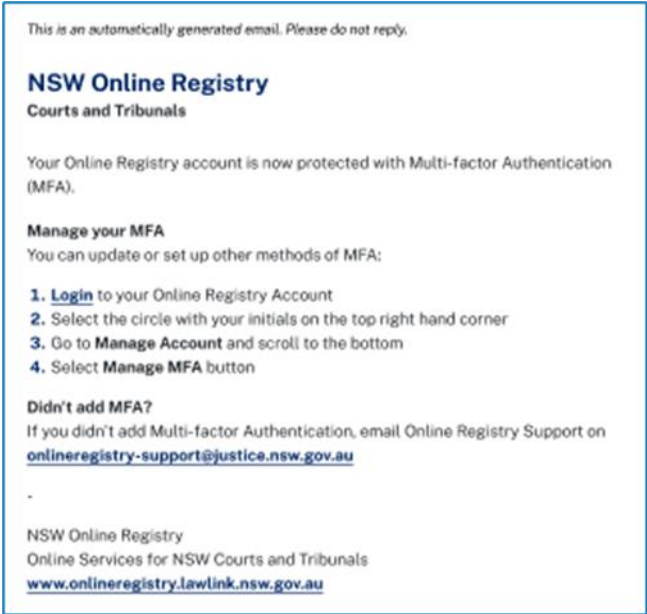 This is an automatically generated email. Please do not reply.
NSW Online Registry
Courts and Tribunals
Your Online Registry account is now protected with Multi-factor Authentication
(MFA).
Manage your MFA
You can update or set up other methods of MFA:
1. Login to your Online Registry Account
2. Select the circle with your initials on the top right hand corner
3. Go to Manage Account and scroll to the bottom
4. Select Manage MFA button
Didn't add MFA?
If you didn't add Multi-factor Authentication, email Online Registry Support on
onlineregistry-support@justice.nsw.gov.au
-
NSW Online Registry
Online Services for NSW Courts and Tribunals
www.onlineregistry.lawlink.nsw.gov.au